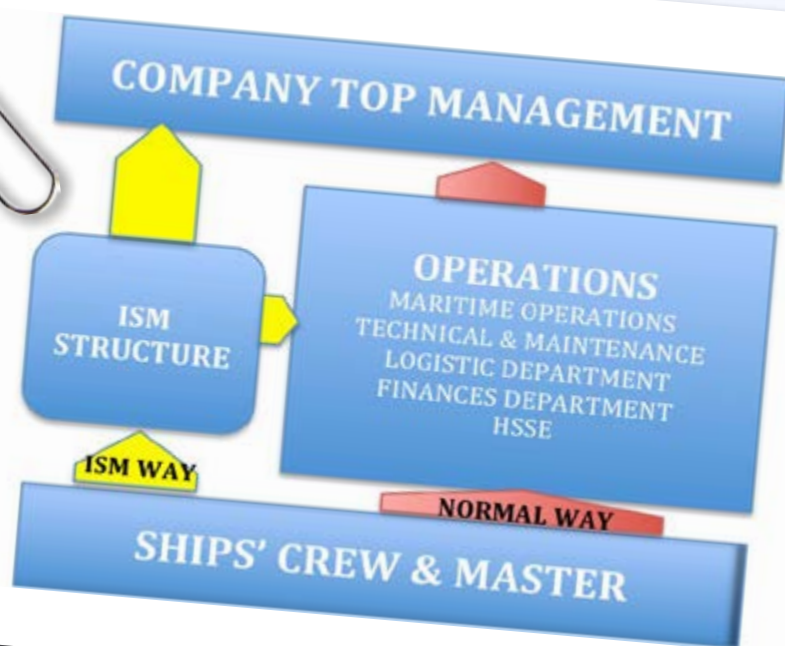 COMPANY TOP MANAGEMENT
ISM
STRUCTURE
OPERATIONS
MARITIME OPERATIONS
TECHNICAL & MAINTENANCE
LOGISTIC DEPARTMENT
FINANCES DEPARTMENT
HSSE
ISM WAY
NORMAL WAY
SHIPS’ CREW & MASTER